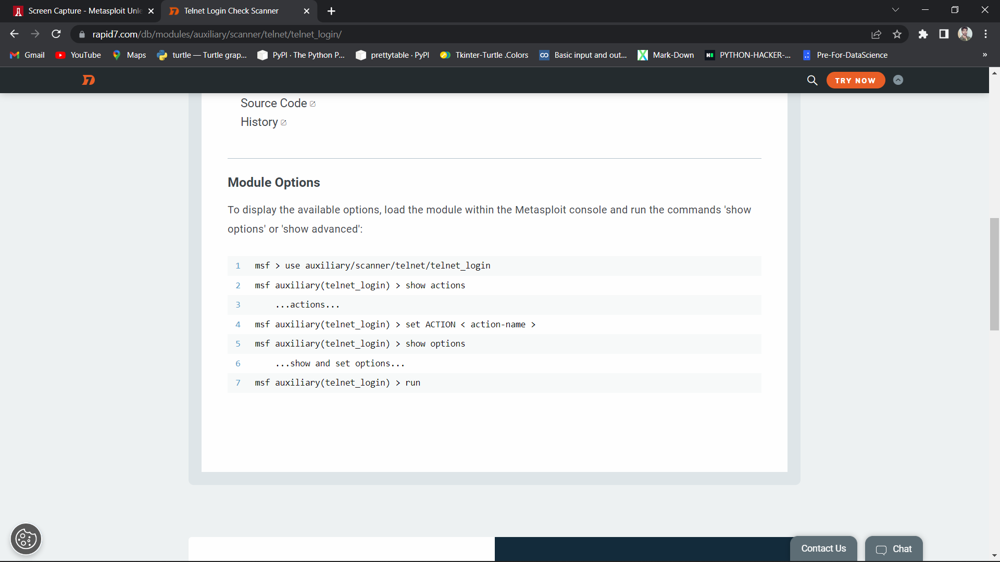 Screen Capture - Metasploit Unle
Telnet Login Check Scanner
rapid7.com/db/modules/auxiliary/scanner/telnet/telnet_login/
Gmail
YouTube
Maps
turtle — Turtle grap...
PyPI · The Python P...
prettytable · PyPI
Tkinter-Turtle .Colors
Basic input and out...
Mark-Down
PYTHON-HACKER-...
Pre-For-DataScience
»
TRY NOW
Source Code
History
Module Options
To display the available options, load the module within the Metasploit console and run the commands 'show
options' or 'show advanced':
1 msf > use auxiliary/scanner/telnet/telnet_login
2 msf auxiliary(telnet_login) > show actions
3 ...actions...
4 msf auxiliary(telnet_login) > set ACTION < action-name >
5 msf auxiliary(telnet_login) > show options
6 ...show and set options...
7 msf auxiliary(telnet_login) > run
Contact Us
Chat